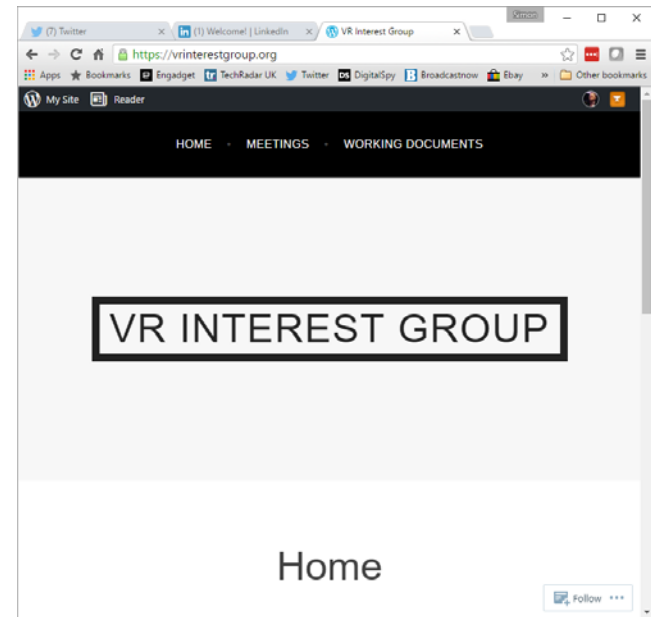 Simon
(7) Twitter (1) Welcome! | LinkedIn VR Interest Group
https://vrinterestgroup.org
Apps Bookmarks Engadget TechRadar UK Twitter DigitalSpy Broadcastnow Ebay » Other bookmarks
My Site Reader
HOME MEETINGS WORKING DOCUMENTS
VR INTEREST GROUP
Home
Follow